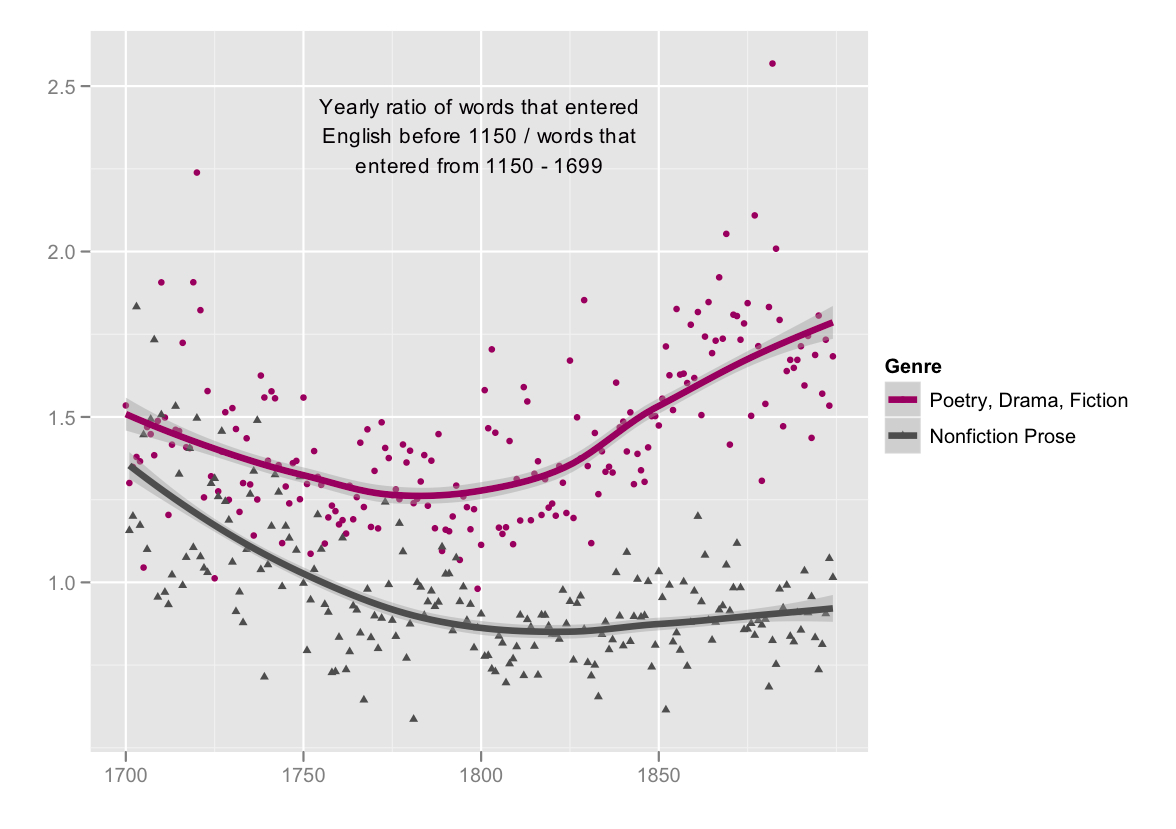 2.5
2.0
1.5
1.0
Yearly ratio of words that entered
English before 1150 / words that
entered from 1150 - 1699
1700 1750 1800 1850
Genre
Poetry, Drama, Fiction
Nonfiction Prose